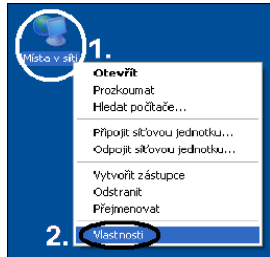 1.
Místa v síti
Otevřít
Prozkoumat
Hledat počítače...
Připojit síťovou jednotku...
Odpojit síťovou jednotku...
Vytvořit zástupce
Odstranit
Přejmenovat
2.
Vlastnosti